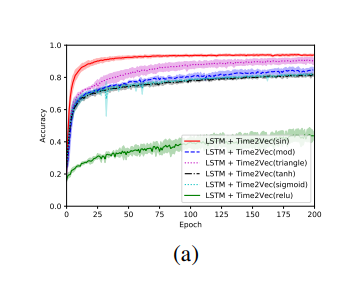 1.0
0.8
0.6
0.4
0.2
0.0
Accuracy
LSTM + Time2Vec(sin)
LSTM + Time2Vec(mod)
LSTM + Time2Vec(triangle)
LSTM + Time2Vec(tanh)
LSTM + Time2Vec(sigmoid)
LSTM + Time2Vec(relu)
0 25 50 75 100 125 150 175 200
Epoch
(a)